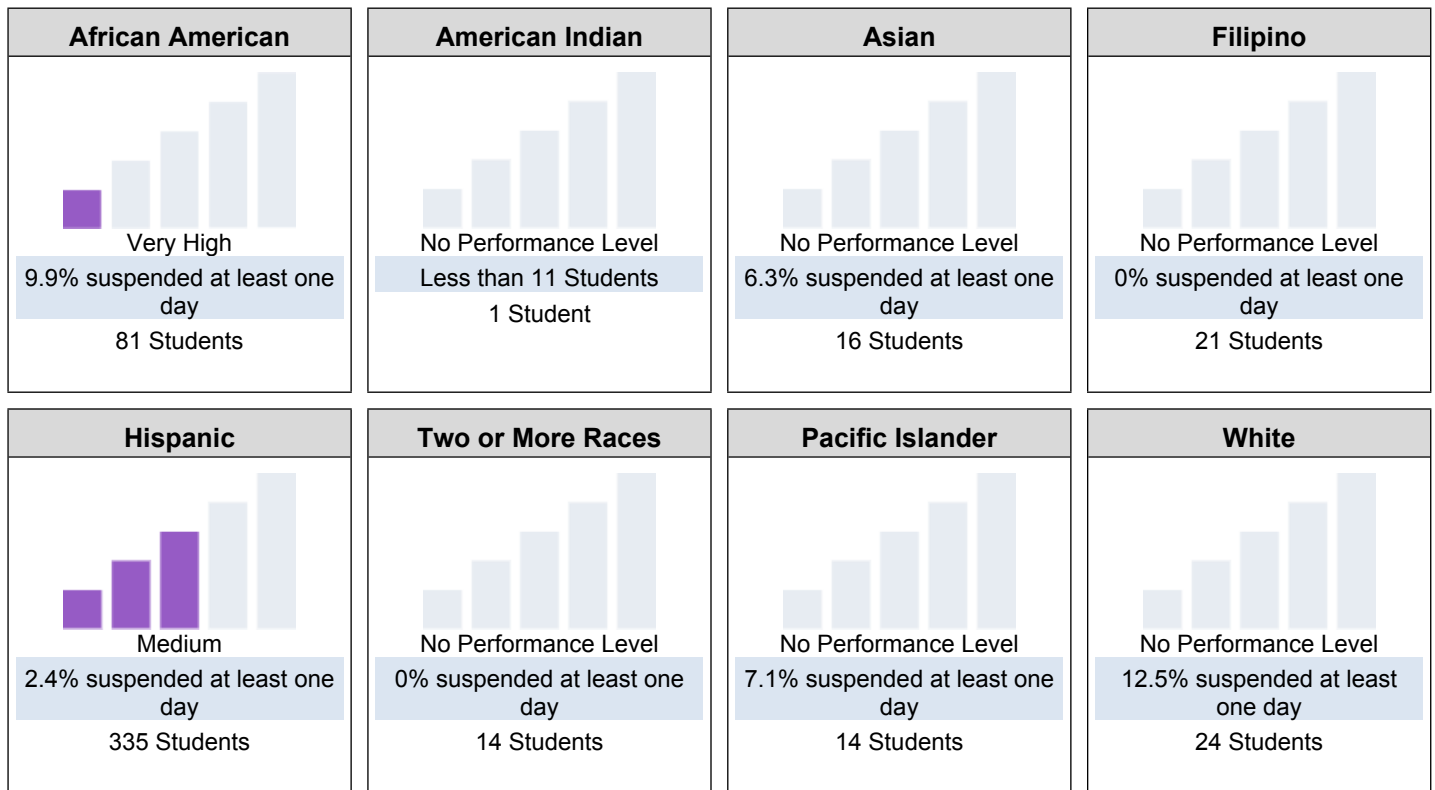 African American
Very High
9.9% suspended at least one
day
81 Students
American Indian
No Performance Level
Less than 11 Students
1 Student
Asian
No Performance Level
6.3% suspended at least one
day
16 Students
Filipino
No Performance Level
0% suspended at least one
day
21 Students
Hispanic
Medium
2.4% suspended at least one
day
335 Students
Two or More Races
No Performance Level
0% suspended at least one
day
14 Students
Pacific Islander
No Performance Level
7.1% suspended at least one
day
14 Students
White
No Performance Level
12.5% suspended at least
one day
24 Students